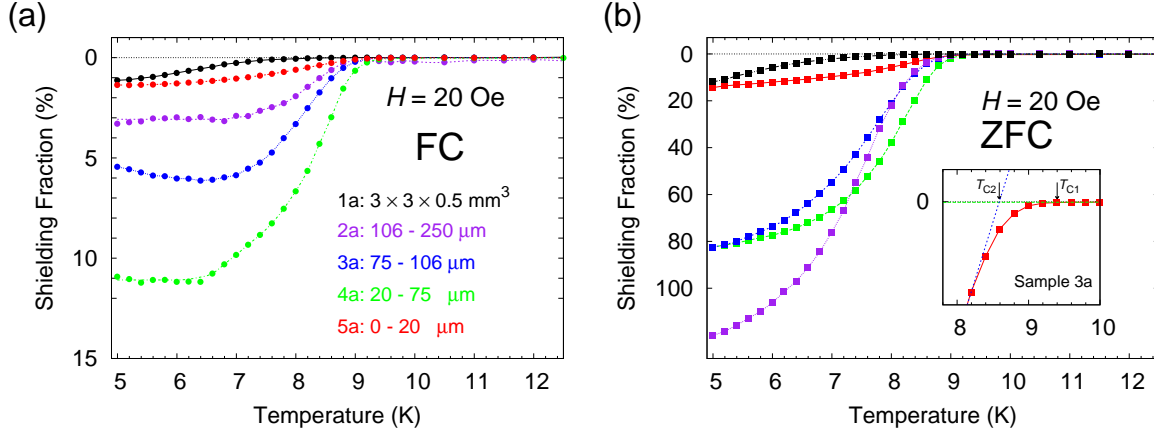 (a)
0
5
10
15
Shielding Fraction (%)
5 6 7 8 9 10 11 12
Temperature (K)
H = 20 Oe
FC
1a: 3 × 3 × 0.5 mm³
2a: 106 - 250 μm
3a: 75 - 106 μm
4a: 20 - 75 μm
5a: 0 - 20 μm
(b)
0
20
40
60
80
100
Shielding Fraction (%)
5 6 7 8 9 10 11 12
Temperature (K)
H = 20 Oe
ZFC
TC2 TC1
0
Sample 3a
8 9 10